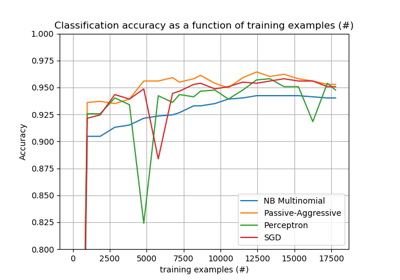 Classification accuracy as a function of training examples (#)
1.000
0.975
0.950
0.925
0.900
0.875
0.850
0.825
0.800
Accuracy
NB Multinomial
Passive-Aggressive
Perceptron
SGD
0 2500 5000 7500 10000 12500 15000 17500
training examples (#)